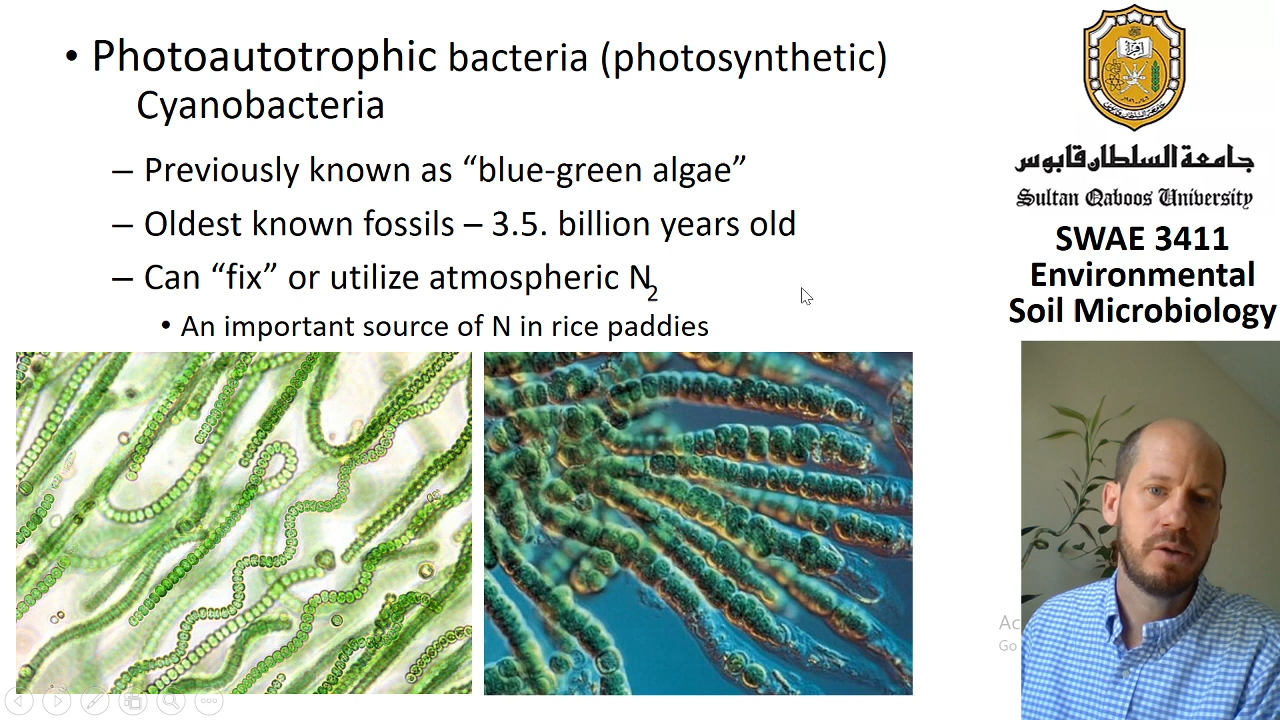 • Photoautotrophic bacteria (photosynthetic)
Cyanobacteria
– Previously known as “blue-green algae”
– Oldest known fossils – 3.5. billion years old
– Can “fix” or utilize atmospheric N2
• An important source of N in rice paddies
جامعة السلطان قابوس
Sultan Qaboos University
SWAE 3411
Environmental
Soil Microbiology
Ac
Go